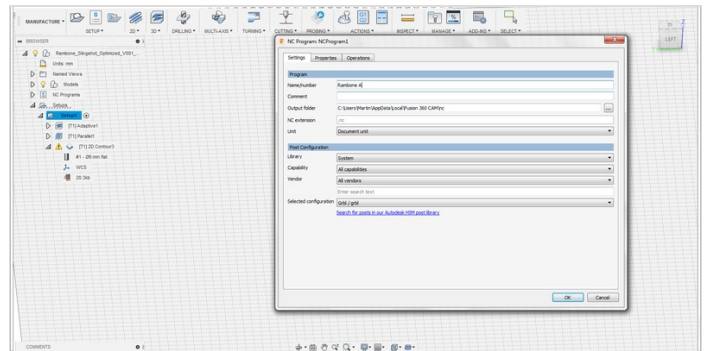 MANUFACTURE
SETUP
2D
3D
DRILLING
MULTI-AXIS
TURNING
CUTTING
PROBING
ACTIONS
INSPECT
MANAGE
ADD-INS
SELECT
BROWSER
Rambone_Slingshot_Optimized_V001_...
Units: mm
Named Views
Models
NC Programs
Setups
Setup1
[T1] Adaptive1
[T1] Parallel1
[T1] 2D Contour3
#1 - Ø6 mm flat
WCS
20.3kb
COMMENTS
Z
LEFT
NC Program: NCProgram1
Settings
Properties
Operations
Program
Name/number
Rambone A
Comment
Output folder
C:\Users\Martin\AppData\Local\Fusion 360 CAM\nc
...
NC extension
.nc
Unit
Document unit
Post Configuration
Library
System
Capability
All capabilities
Vendor
All vendors
Enter search text
Selected configuration
Grbl / grbl
Search for posts in our Autodesk HSM post library
OK
Cancel